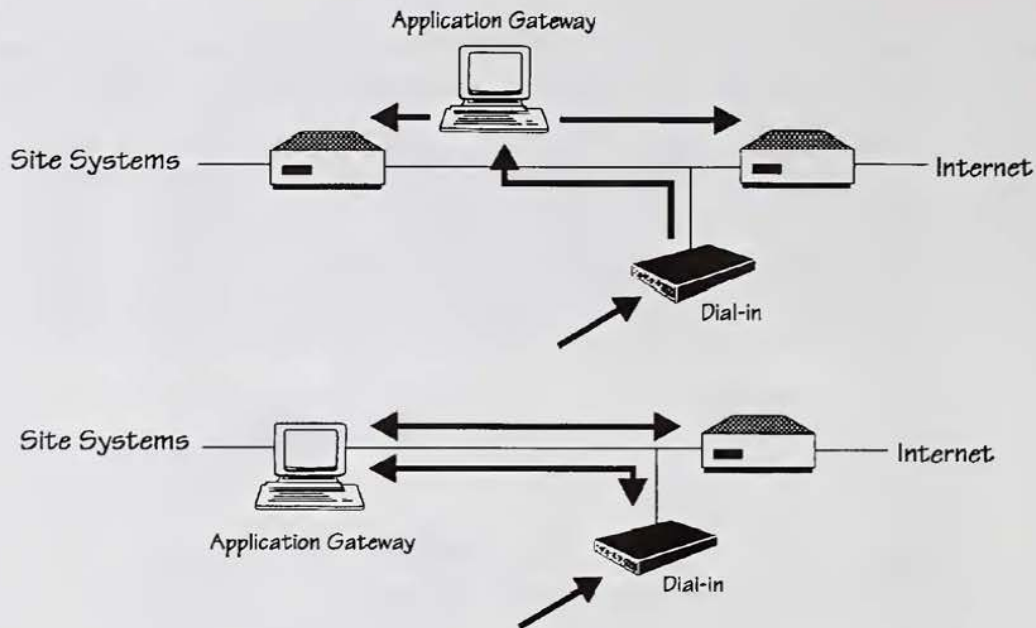 Application Gateway
Site Systems
Internet
Dial-in
Site Systems
Internet
Application Gateway
Dial-in